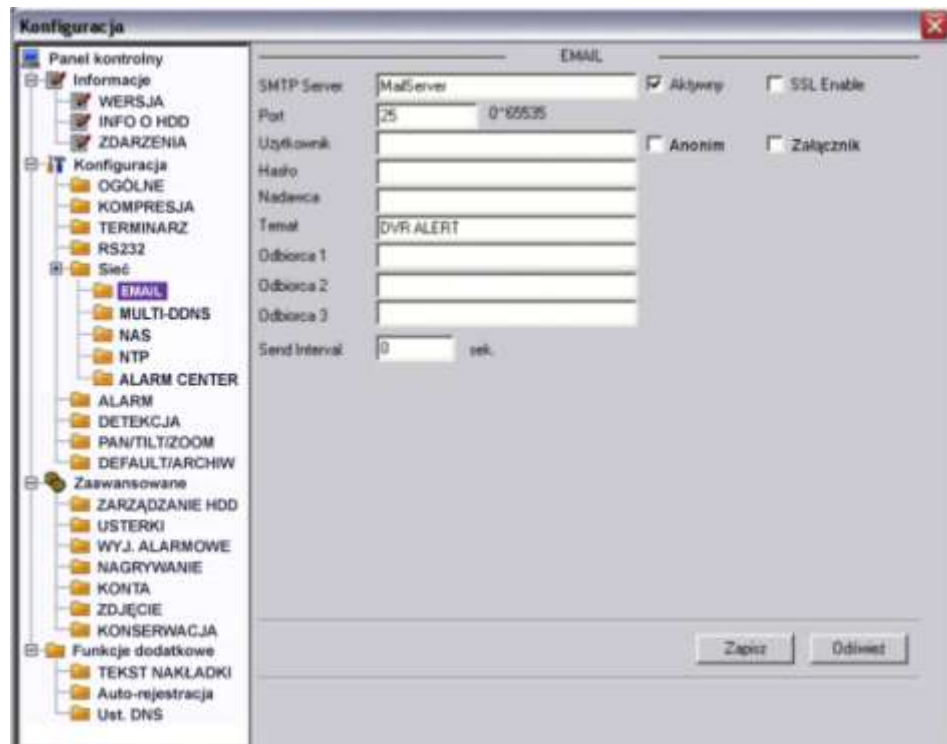 Konfiguracja
Panel kontrolny
Informacje
WERSJA
INFO O HDD
ZDARZENIA
Konfiguracja
OGÓLNE
KOMPRESJA
TERMINARZ
RS232
Sieć
EMAIL
MULTI-DDNS
NAS
NTP
ALARM CENTER
ALARM
DETEKCJA
PAN/TILT/ZOOM
DEFAULT/ARCHIW
Zaawansowane
ZARZĄDZANIE HDD
USTERKI
WYJ. ALARMOWE
NAGRYWANIE
KONTA
ZDJĘCIE
KONSERWACJA
Funkcje dodatkowe
TEKST NAKŁADKI
Auto-rejestracja
Ust. DNS
EMAIL
SMTP Server MailServer Aktywny SSL Enable
Port 25 0~65535
Użytkownik Anonim Załącznik
Hasło
Nadawca
Temat DVR ALERT
Odbiorca 1
Odbiorca 2
Odbiorca 3
Send Interval 0 sek.
Zapisz Odśwież